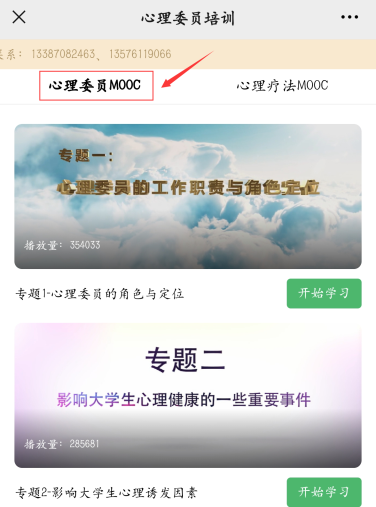 心理委员培训
系：13387082463、13576119066
心理委员MOOC
心理疗法MOOC
专题一：
心理委员的工作职责与角色定位
播放量：354033
专题1-心理委员的角色与定位
开始学习
专题二
影响大学生心理健康的一些重要事件
播放量：285681
专题2-影响大学生心理诱发因素
开始学习